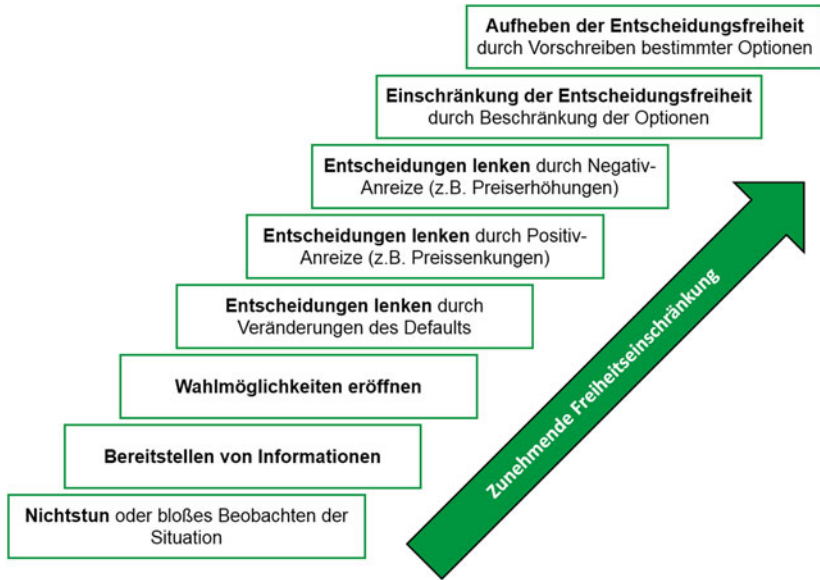 Aufheben der Entscheidungsfreiheit
durch Vorschreiben bestimmter Optionen
Einschränkung der Entscheidungsfreiheit
durch Beschränkung der Optionen
Entscheidungen lenken durch Negativ-
Anreize (z.B. Preiserhöhungen)
Entscheidungen lenken durch Positiv-
Anreize (z.B. Preissenkungen)
Entscheidungen lenken durch
Veränderungen des Defaults
Wahlmöglichkeiten eröffnen
Bereitstellen von Informationen
Nichtstun oder bloßes Beobachten der
Situation
Zunehmende Freiheitseinschränkung